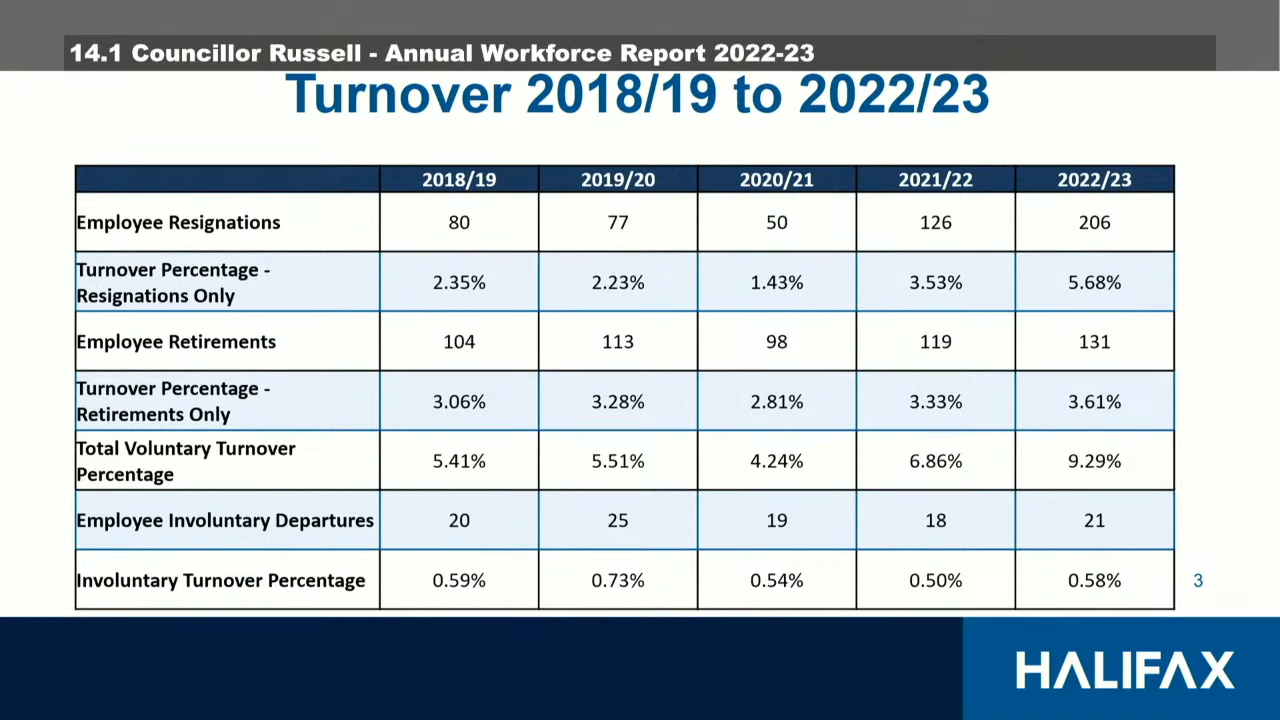 14.1 Councillor Russell - Annual Workforce Report 2022-23
Turnover 2018/19 to 2022/23
2018/19 2019/20 2020/21 2021/22 2022/23
Employee Resignations 80 77 50 126 206
Turnover Percentage -
Resignations Only 2.35% 2.23% 1.43% 3.53% 5.68%
Employee Retirements 104 113 98 119 131
Turnover Percentage -
Retirements Only 3.06% 3.28% 2.81% 3.33% 3.61%
Total Voluntary Turnover
Percentage 5.41% 5.51% 4.24% 6.86% 9.29%
Employee Involuntary Departures 20 25 19 18 21
Involuntary Turnover Percentage 0.59% 0.73% 0.54% 0.50% 0.58%
3
HALIFAX